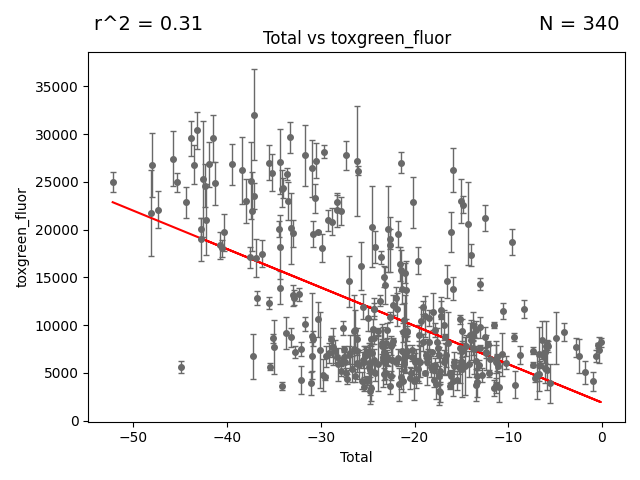 r^2 = 0.31
N = 340
Total vs toxgreen_fluor
35000
30000
25000
20000
15000
10000
5000
0
toxgreen_fluor
−50
−40
−30
−20
−10
0
Total